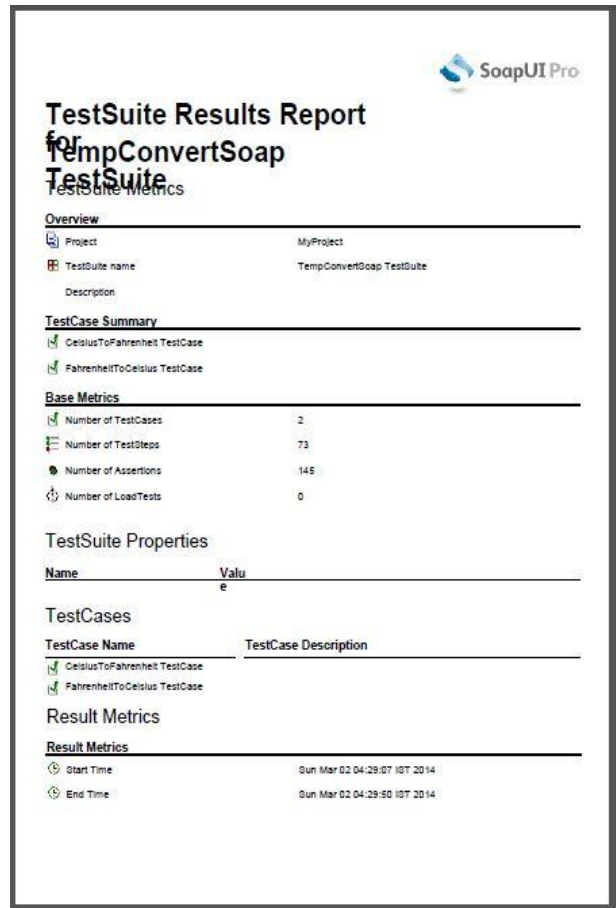 SoapUI Pro
TestSuite Results Report
for
TempConvertSoap
TestSuite
TestSuite Metrics
Overview
Project MyProject
TestSuite name TempConvertSoap TestSuite
Description
TestCase Summary
CelsiusToFahrenheit TestCase
FahrenheitToCelsius TestCase
Base Metrics
Number of TestCases 2
Number of TestSteps 73
Number of Assertions 145
Number of LoadTests 0
TestSuite Properties
Name Valu
e
TestCases
TestCase Name TestCase Description
CelsiusToFahrenheit TestCase
FahrenheitToCelsius TestCase
Result Metrics
Result Metrics
Start Time Sun Mar 02 04:29:07 IST 2014
End Time Sun Mar 02 04:29:50 IST 2014